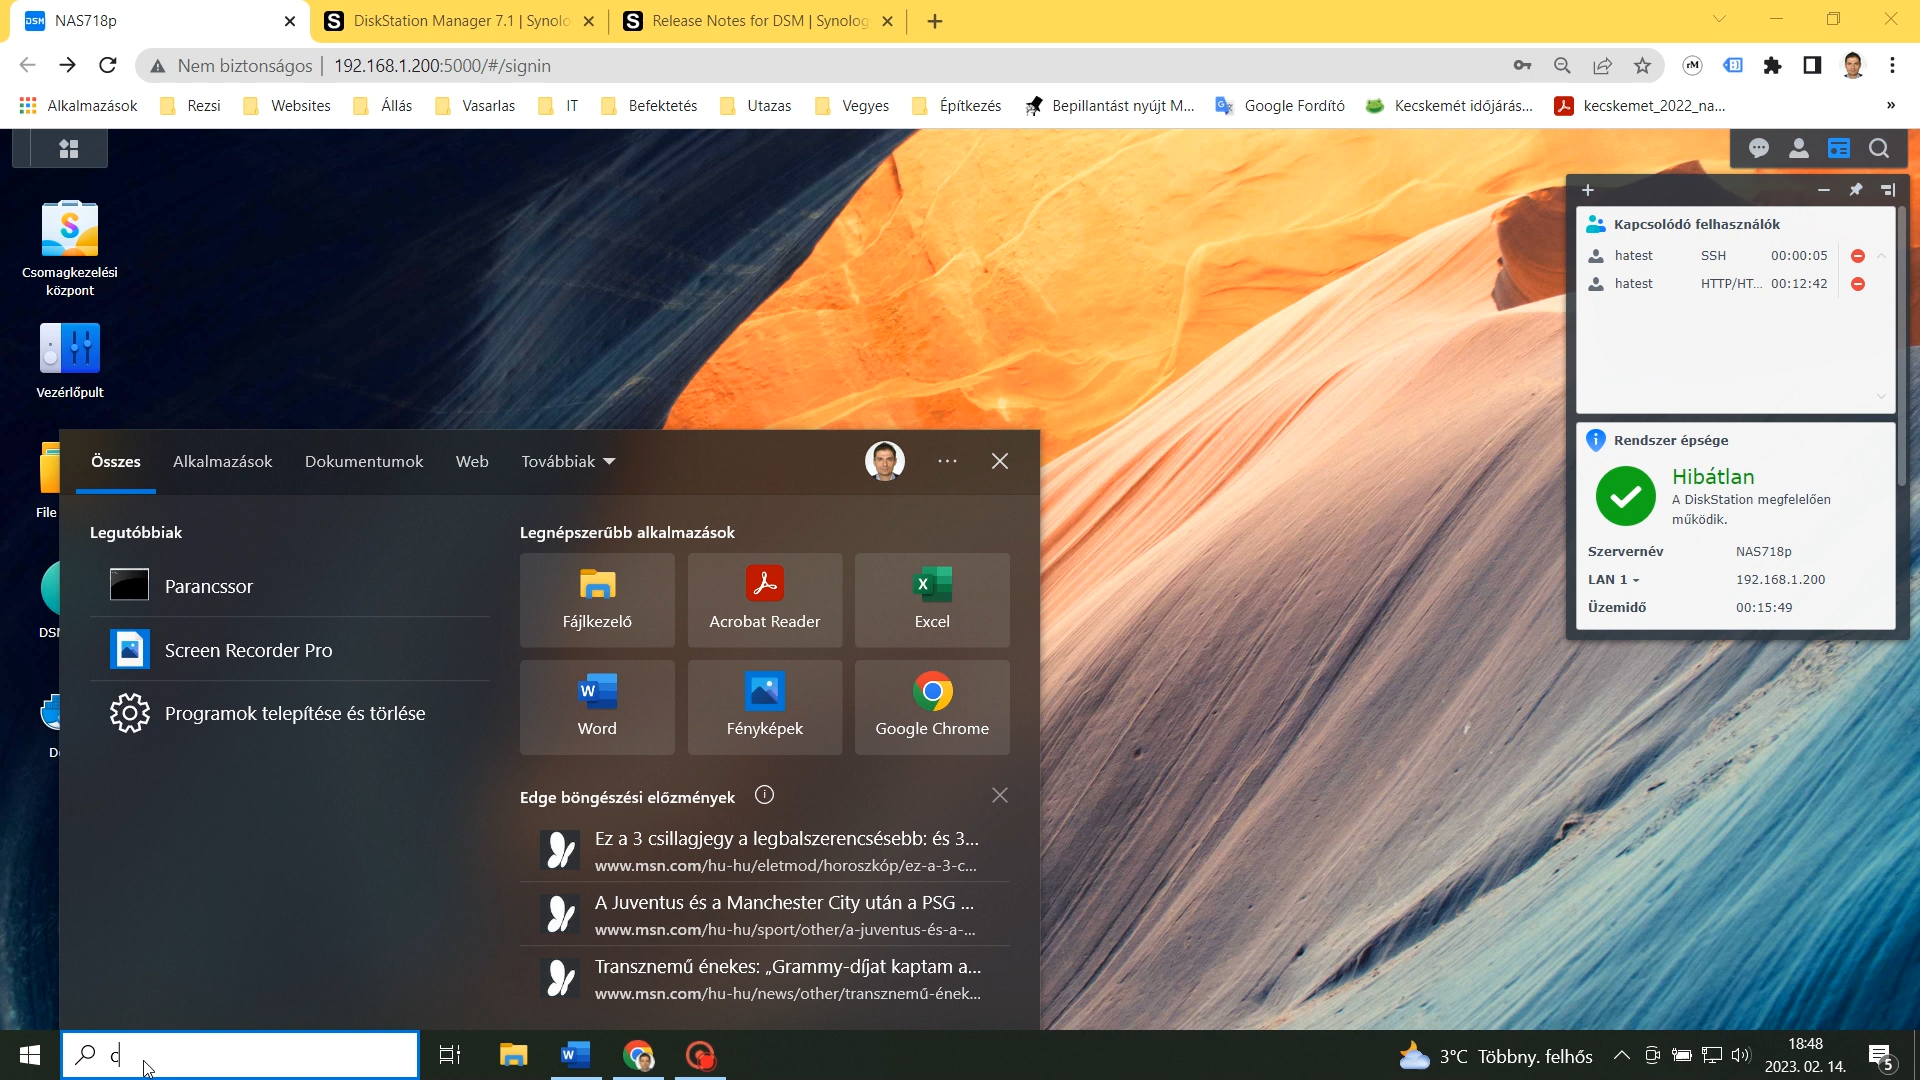 DSM NAS718p
S DiskStation Manager 7.1 | Synolo
S Release Notes for DSM | Synolog
Nem biztonságos | 192.168.1.200:5000/#/signin
rM
Alkalmazások
Rezsi
Websites
Állás
Vasarlas
IT
Befektetés
Utazas
Vegyes
Építkezés
Bepillantást nyújt M...
Google Fordító
Kecskemét időjárás...
kecskemet_2022_na...
»
Csomagkezelési
központ
Vezérlőpult
File
Kapcsolódó felhasználók
hatest SSH 00:00:05
hatest HTTP/HT... 00:12:42
Rendszer épsége
Hibátlan
A DiskStation megfelelően
működik.
Szervernév NAS718p
LAN 1 192.168.1.200
Üzemidő 00:15:49
Összes Alkalmazások Dokumentumok Web Továbbiak
Legutóbbiak
Parancssor
Screen Recorder Pro
Programok telepítése és törlése
Legnépszerűbb alkalmazások
Fájlkezelő
Acrobat Reader
Excel
Word
Fényképek
Google Chrome
Edge böngészési előzmények
Ez a 3 csillagjegy a legbalszerencsésebb: és 3...
www.msn.com/hu-hu/eletmod/horoszkóp/ez-a-3-c...
A Juventus és a Manchester City után a PSG ...
www.msn.com/hu-hu/sport/other/a-juventus-és-a-...
Transznemű énekes: „Grammy-díjat kaptam a...
www.msn.com/hu-hu/news/other/transznemű-ének...
c
3°C Többny. felhős
18:48
2023. 02. 14.
5